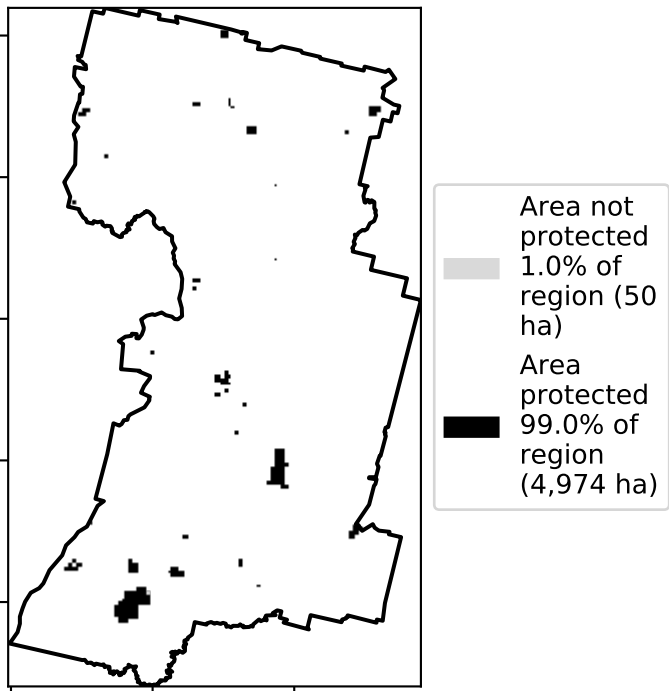 Area not
protected
1.0% of
region (50
ha)
Area
protected
99.0% of
region
(4,974 ha)